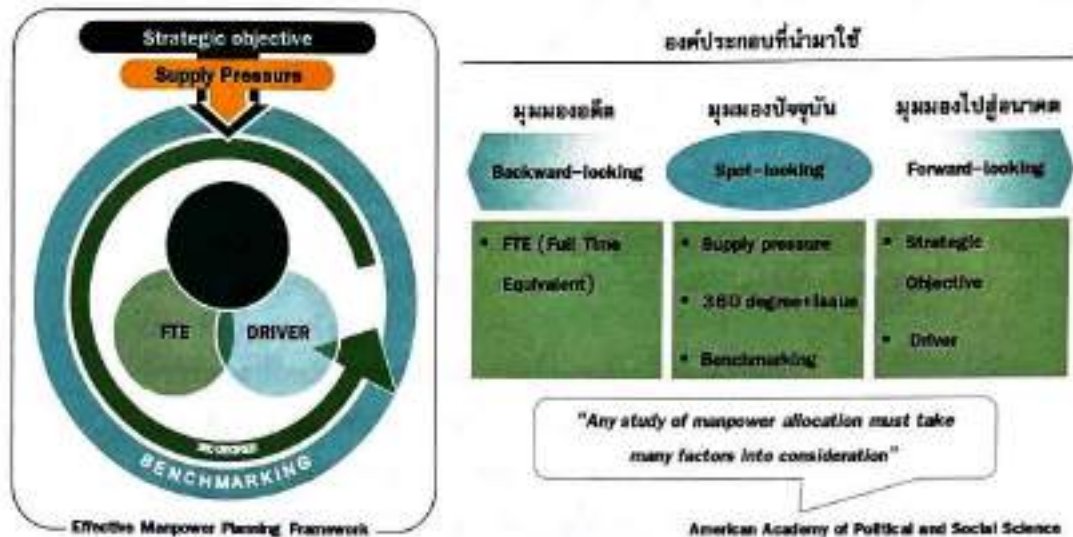 Strategic objective
Supply Pressure
FTE
DRIVER
BENCHMARKING
Effective Manpower Planning Framework
องค์ประกอบที่นำมาใช้
มุมมองอดีต
มุมมองปัจจุบัน
มุมมองไปสู่อนาคต
Backward-looking
Spot-looking
Forward-looking
• FTE (Full Time
Equivalent)
• Supply pressure
• 360 degree+Issue
• Benchmarking
• Strategic
Objective
• Driver
"Any study of manpower allocation must take
many factors into consideration"
American Academy of Political and Social Science